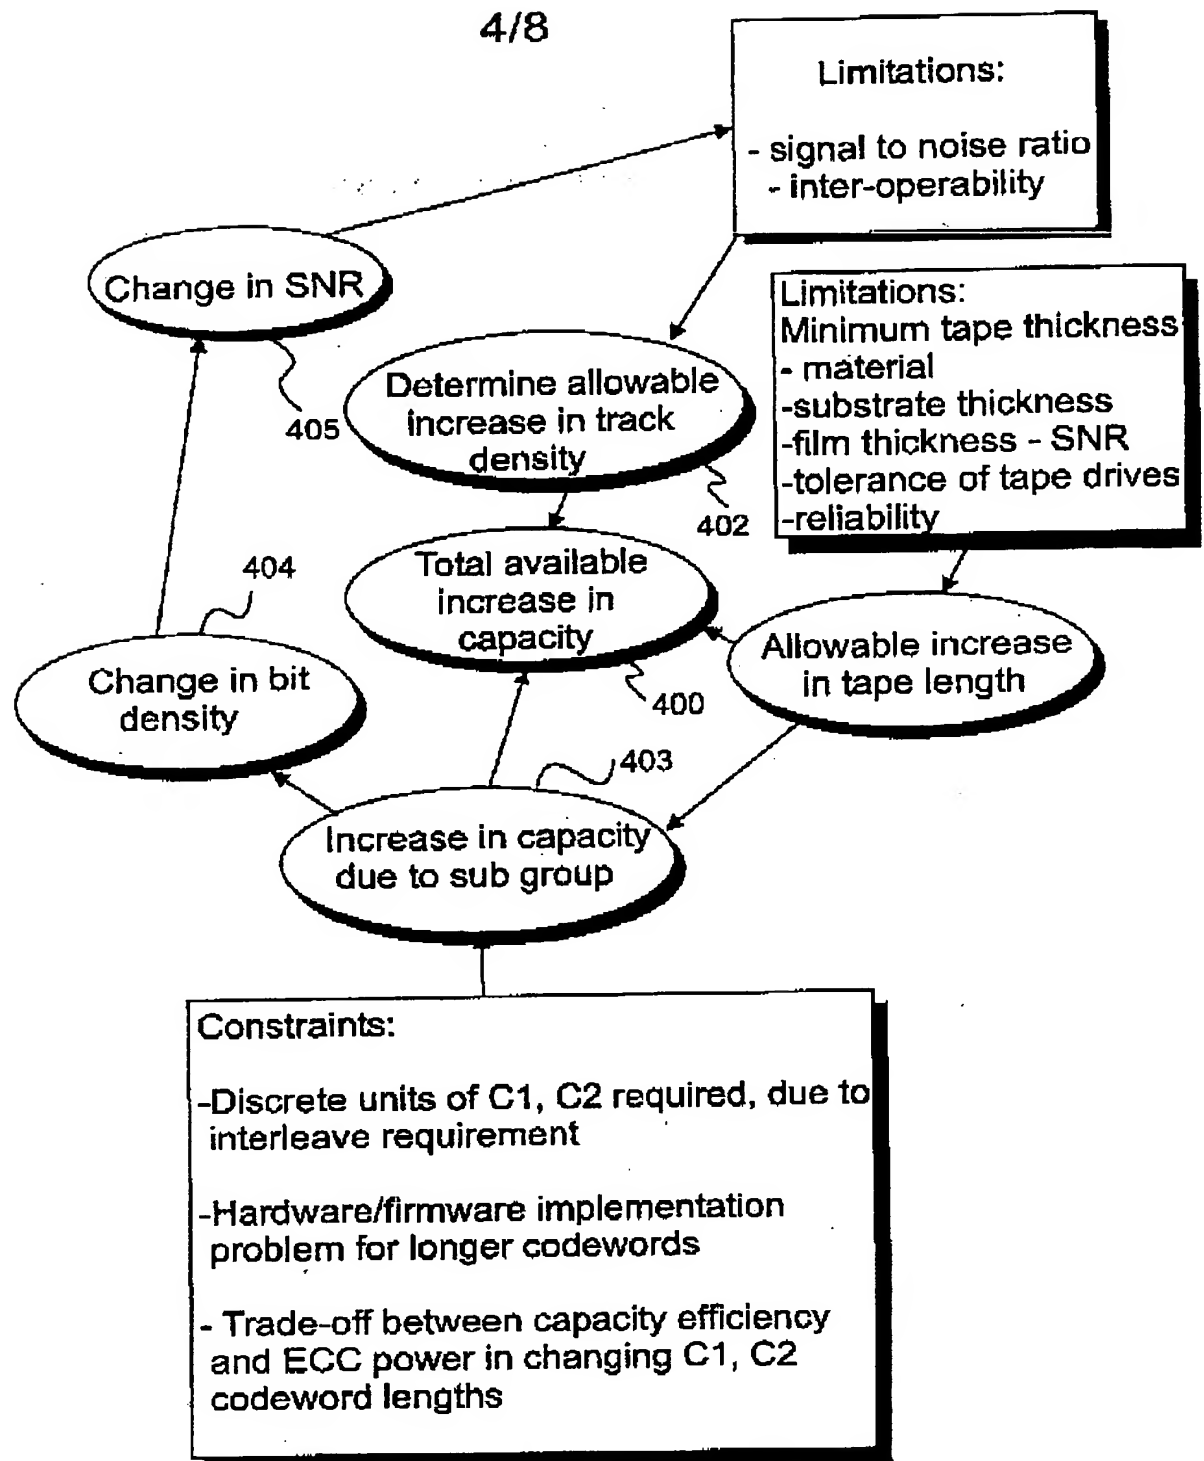 4/8
Limitations:
- signal to noise ratio
- inter-operability
Change in SNR
405
Limitations:
Minimum tape thickness
- material
-substrate thickness
-film thickness - SNR
-tolerance of tape drives
-reliability
Determine allowable
increase in track
density
402
Total available
increase in
capacity
400
404
Change in bit
density
Allowable increase
in tape length
403
Increase in capacity
due to sub group
Constraints:
-Discrete units of C1, C2 required, due to
interleave requirement
-Hardware/firmware implementation
problem for longer codewords
- Trade-off between capacity efficiency
and ECC power in changing C1, C2
codeword lengths